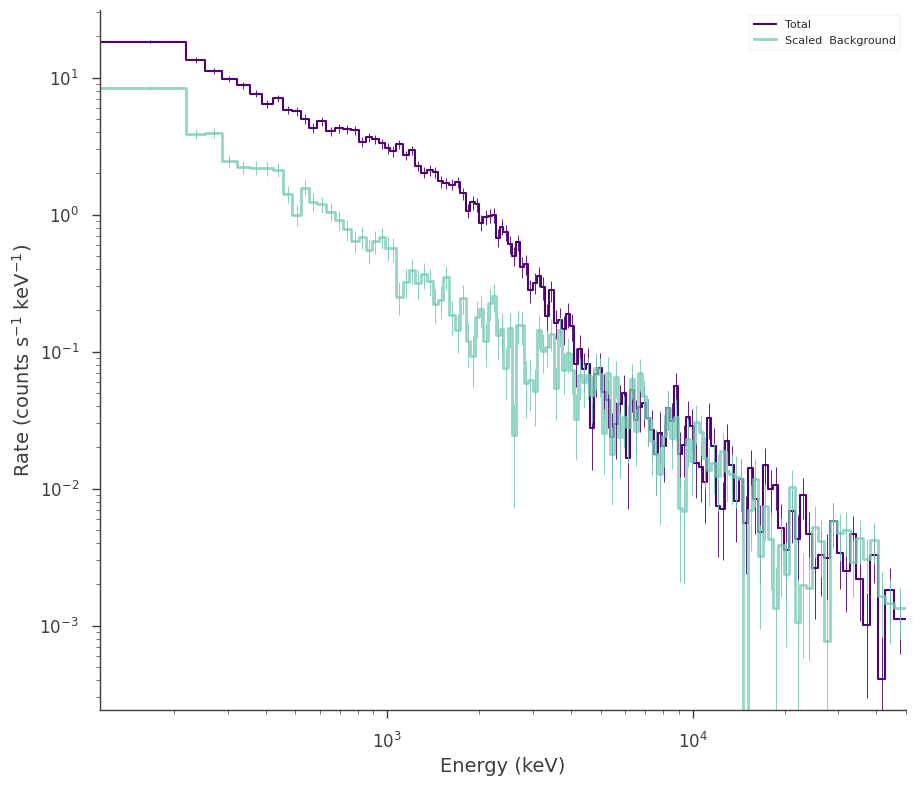 Total
Scaled  Background
Rate (counts s⁻¹ keV⁻¹)
10¹
10⁰
10⁻¹
10⁻²
10⁻³
10³
10⁴
Energy (keV)